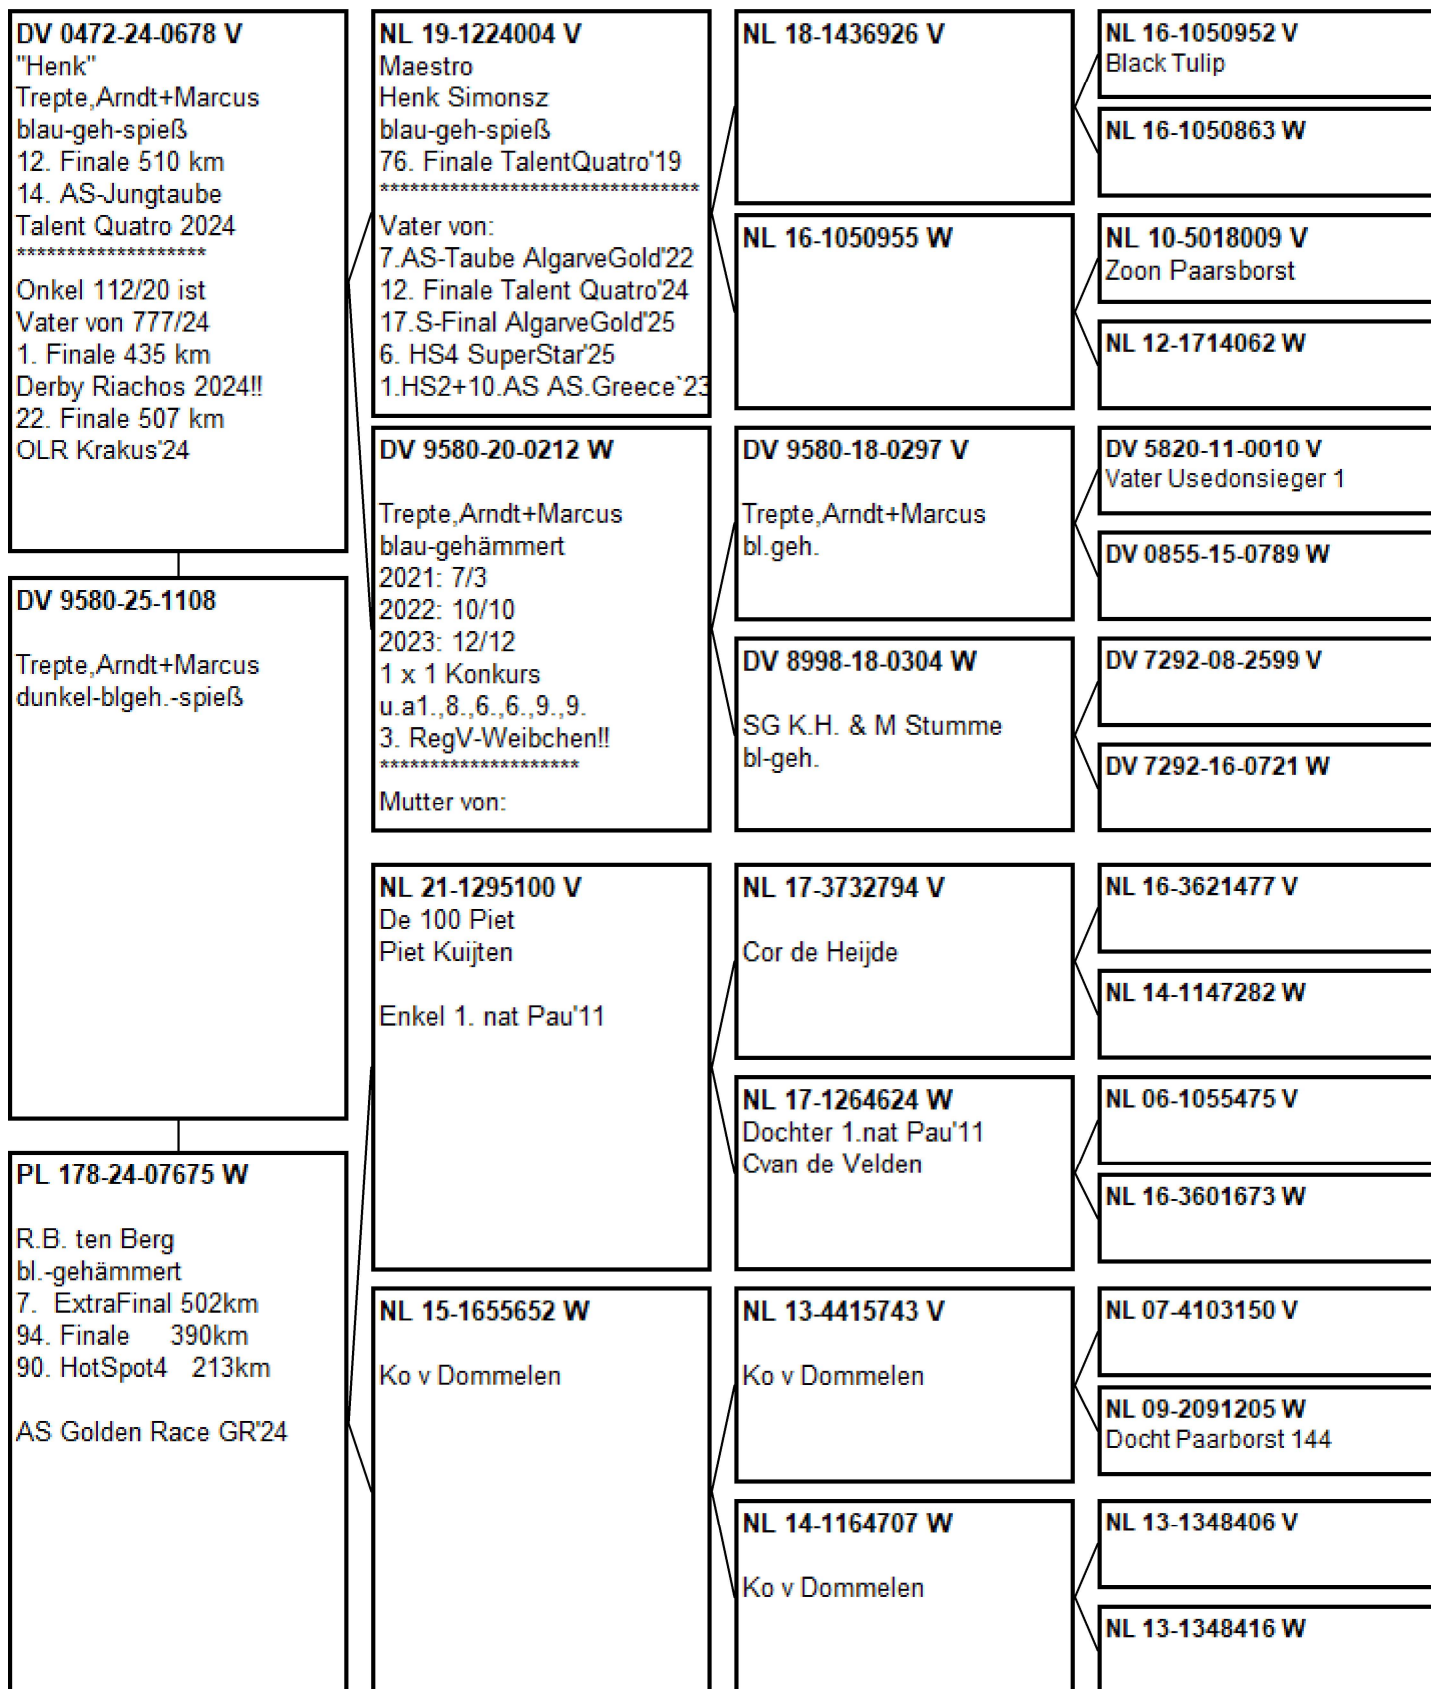 DV 0472-24-0678 V
"Henk"
Trepte,Arndt+Marcus
blau-geh-spieß
12. Finale 510 km
14. AS-Jungtaube
Talent Quatro 2024
*******************
Onkel 112/20 ist
Vater von 777/24
1. Finale 435 km
Derby Riachos 2024!!
22. Finale 507 km
OLR Krakus'24
DV 9580-25-1108
Trepte,Arndt+Marcus
dunkel-blgeh.-spieß
PL 178-24-07675 W
R.B. ten Berg
bl.-gehämmert
7. ExtraFinal 502km
94. Finale 390km
90. HotSpot4 213km
AS Golden Race GR'24
NL 19-1224004 V
Maestro
Henk Simonsz
blau-geh-spieß
76. Finale TalentQuatro'19
********************************
Vater von:
7.AS-Taube AlgarveGold'22
12. Finale Talent Quatro'24
17.S-Final AlgarveGold'25
6. HS4 SuperStar'25
1.HS2+10.AS AS.Greece`23
DV 9580-20-0212 W
Trepte,Arndt+Marcus
blau-gehämmert
2021: 7/3
2022: 10/10
2023: 12/12
1 x 1 Konkurs
u.a1.,8.,6.,6.,9.,9.
3. RegV-Weibchen!!
********************
Mutter von:
NL 21-1295100 V
De 100 Piet
Piet Kuijten
Enkel 1. nat Pau'11
NL 15-1655652 W
Ko v Dommelen
NL 18-1436926 V
NL 16-1050955 W
DV 9580-18-0297 V
Trepte,Arndt+Marcus
bl.geh.
DV 8998-18-0304 W
SG K.H. & M Stumme
bl-geh.
NL 17-3732794 V
Cor de Heijde
NL 17-1264624 W
Dochter 1.nat Pau'11
Cvan de Velden
NL 13-4415743 V
Ko v Dommelen
NL 14-1164707 W
Ko v Dommelen
NL 16-1050952 V
Black Tulip
NL 16-1050863 W
NL 10-5018009 V
Zoon Paarsborst
NL 12-1714062 W
DV 5820-11-0010 V
Vater Usedonsieger 1
DV 0855-15-0789 W
DV 7292-08-2599 V
DV 7292-16-0721 W
NL 16-3621477 V
NL 14-1147282 W
NL 06-1055475 V
NL 16-3601673 W
NL 07-4103150 V
NL 09-2091205 W
Docht Paarborst 144
NL 13-1348406 V
NL 13-1348416 W